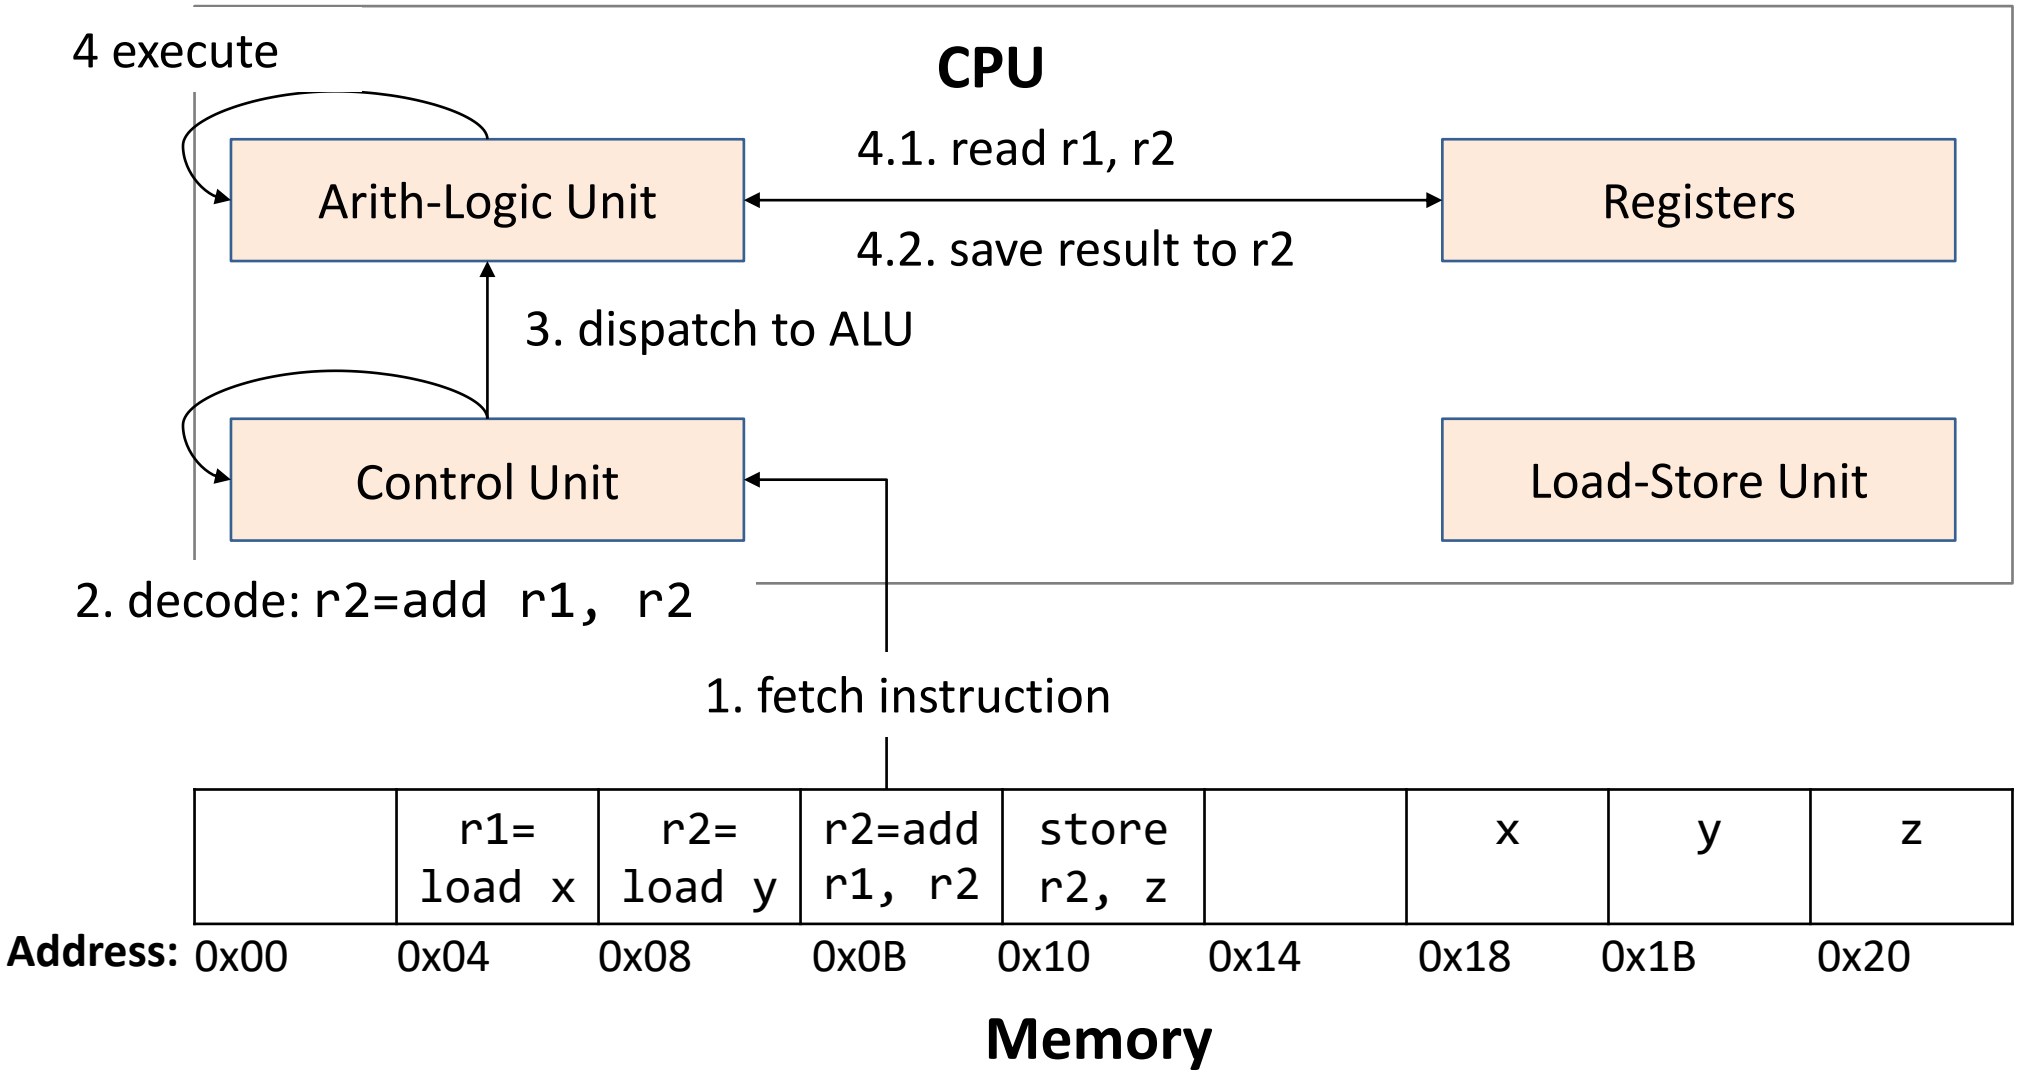 4 execute
CPU
4.1. read r1, r2
Arith-Logic Unit
Registers
4.2. save result to r2
3. dispatch to ALU
Control Unit
Load-Store Unit
2. decode: r2=add r1, r2
1. fetch instruction
r1=
load x
r2=
load y
r2=add
r1, r2
store
r2, z
x
y
z
Address: 0x00 0x04 0x08 0x0B 0x10 0x14 0x18 0x1B 0x20
Memory